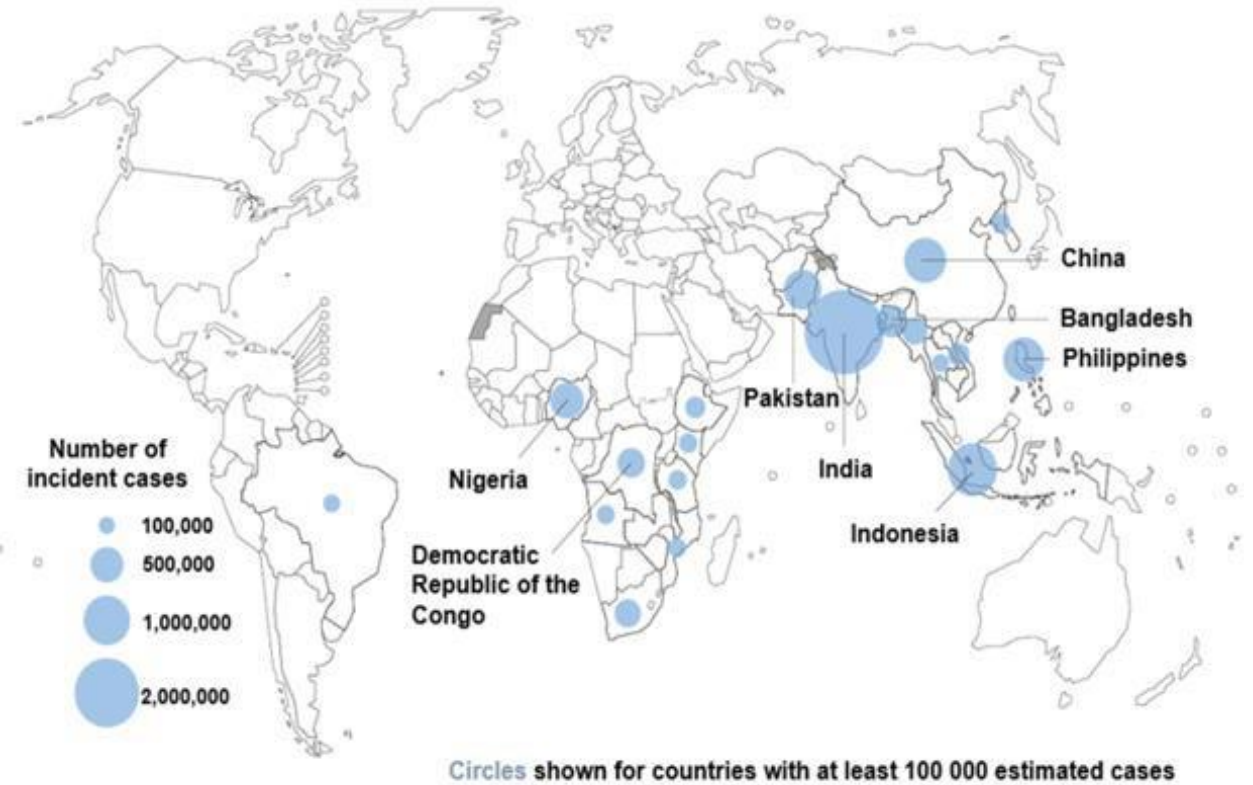 China
Bangladesh
Philippines
Pakistan
Number of
incident cases
Nigeria
India
100,000
Indonesia
500,000
Democratic
Republic of the
Congo
1,000,000
2,000,000
Circles shown for countries with at least 100 000 estimated cases